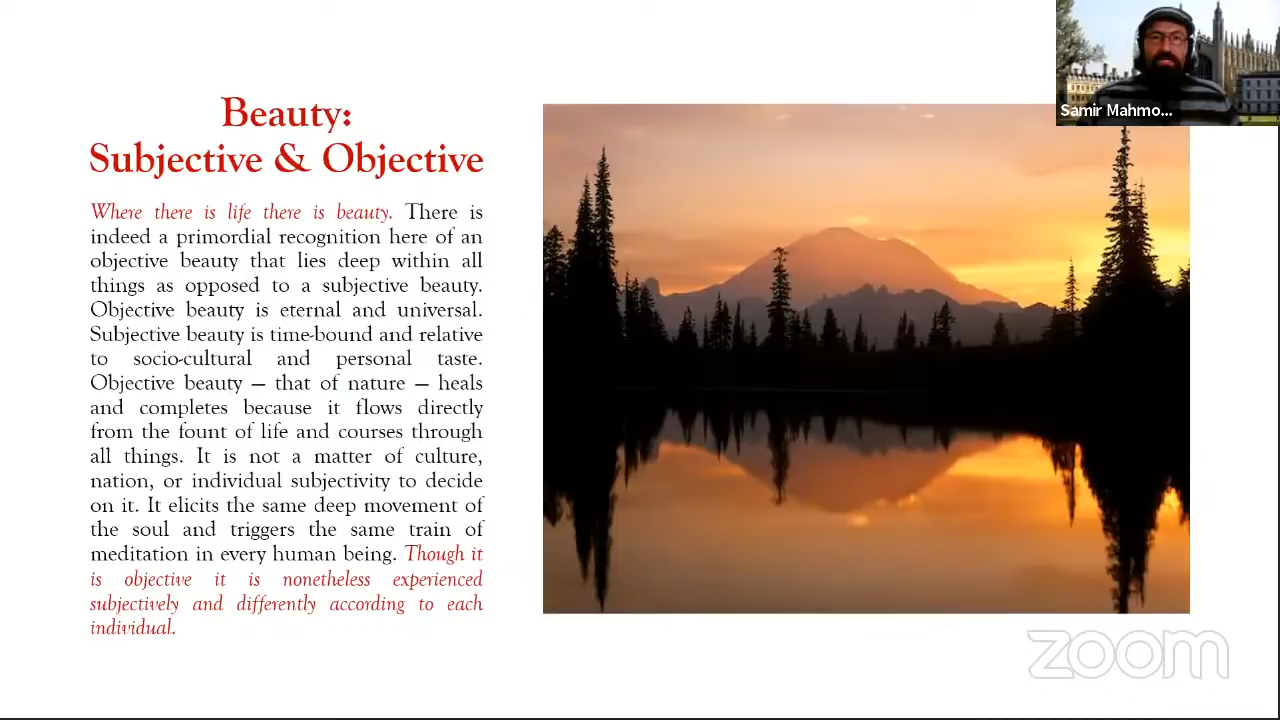 Beauty:
Subjective & Objective
Where there is life there is beauty. There is
indeed a primordial recognition here of an
objective beauty that lies deep within all
things as opposed to a subjective beauty.
Objective beauty is eternal and universal.
Subjective beauty is time-bound and relative
to socio-cultural and personal taste.
Objective beauty — that of nature — heals
and completes because it flows directly
from the fount of life and courses through
all things. It is not a matter of culture,
nation, or individual subjectivity to decide
on it. It elicits the same deep movement of
the soul and triggers the same train of
meditation in every human being. Though it
is objective it is nonetheless experienced
subjectively and differently according to each
individual.
Samir Mahmo...
zoom